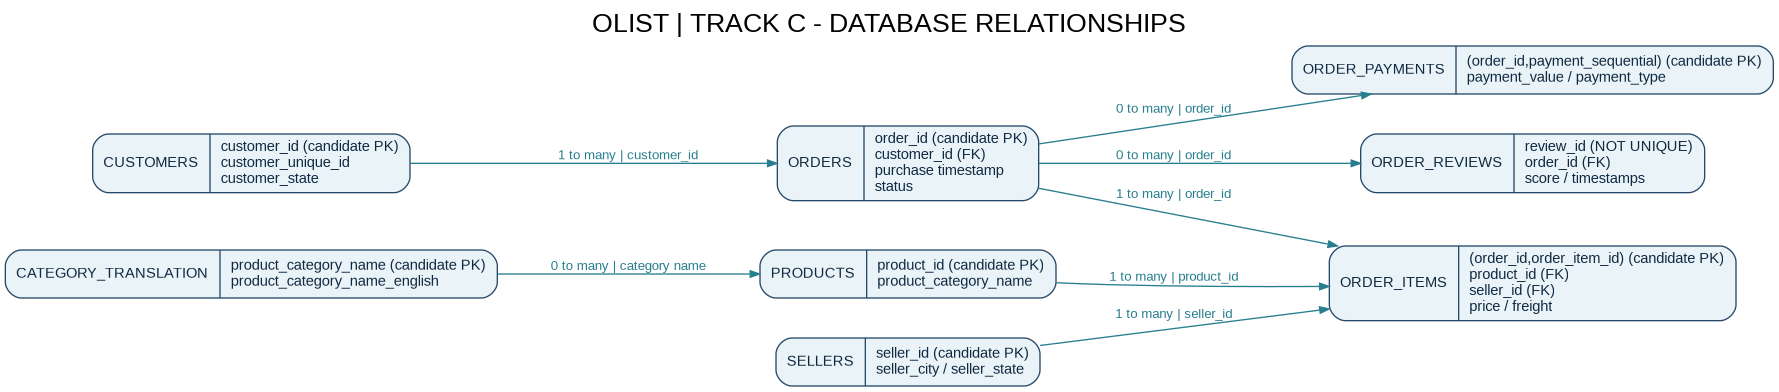 OLIST | TRACK C - DATABASE RELATIONSHIPS
ORDER_PAYMENTS
(order_id,payment_sequential) (candidate PK)
payment_value / payment_type
0 to many | order_id
CUSTOMERS
customer_id (candidate PK)
customer_unique_id
customer_state
1 to many | customer_id
ORDERS
order_id (candidate PK)
customer_id (FK)
purchase timestamp
status
0 to many | order_id
ORDER_REVIEWS
review_id (NOT UNIQUE)
order_id (FK)
score / timestamps
1 to many | order_id
CATEGORY_TRANSLATION
product_category_name (candidate PK)
product_category_name_english
0 to many | category name
PRODUCTS
product_id (candidate PK)
product_category_name
1 to many | product_id
ORDER_ITEMS
(order_id,order_item_id) (candidate PK)
product_id (FK)
seller_id (FK)
price / freight
1 to many | seller_id
SELLERS
seller_id (candidate PK)
seller_city / seller_state